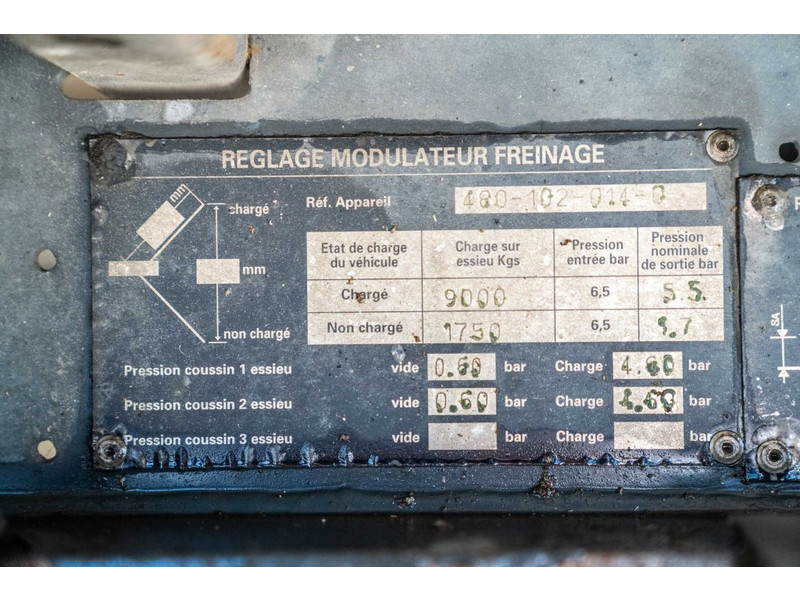 REGLAGE MODULATEUR FREINAGE
mm
chargé
mm
non chargé
Réf. Appareil 480-102-014-0
Etat de charge du véhicule
Charge sur essieu Kgs
Pression entrée bar
Pression nominale de sortie bar
Chargé 9000 6,5 5.5.
Non chargé 1750 6,5 1.7
Pression coussin 1 essieu vide 0.60 bar Charge 4.60 bar
Pression coussin 2 essieu vide 0.60 bar Charge 4.60 bar
Pression coussin 3 essieu vide bar Charge bar
SA